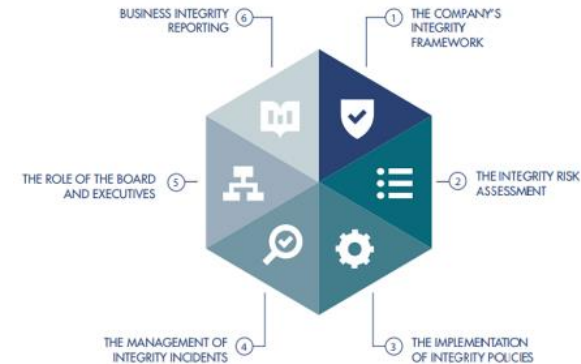 BUSINESS INTEGRITY
REPORTING
6
1
THE COMPANY'S
INTEGRITY
FRAMEWORK
THE ROLE OF THE BOARD
AND EXECUTIVES
5
2
THE INTEGRITY RISK
ASSESSMENT
THE MANAGEMENT OF
INTEGRITY INCIDENTS
4
3
THE IMPLEMENTATION
OF INTEGRITY POLICIES